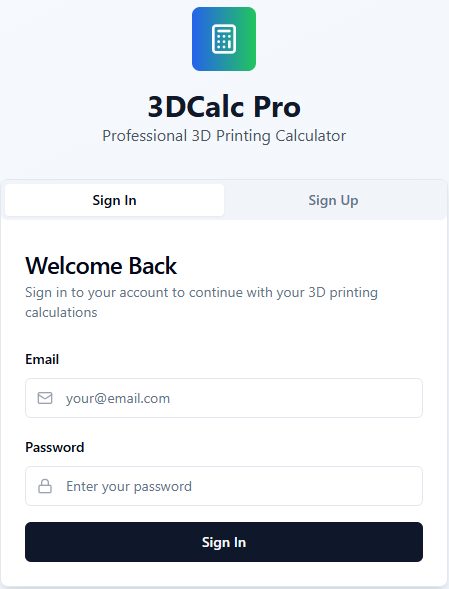 3DCalc Pro
Professional 3D Printing Calculator
Sign In
Sign Up
Welcome Back
Sign in to your account to continue with your 3D printing
calculations
Email
your@email.com
Password
Enter your password
Sign In